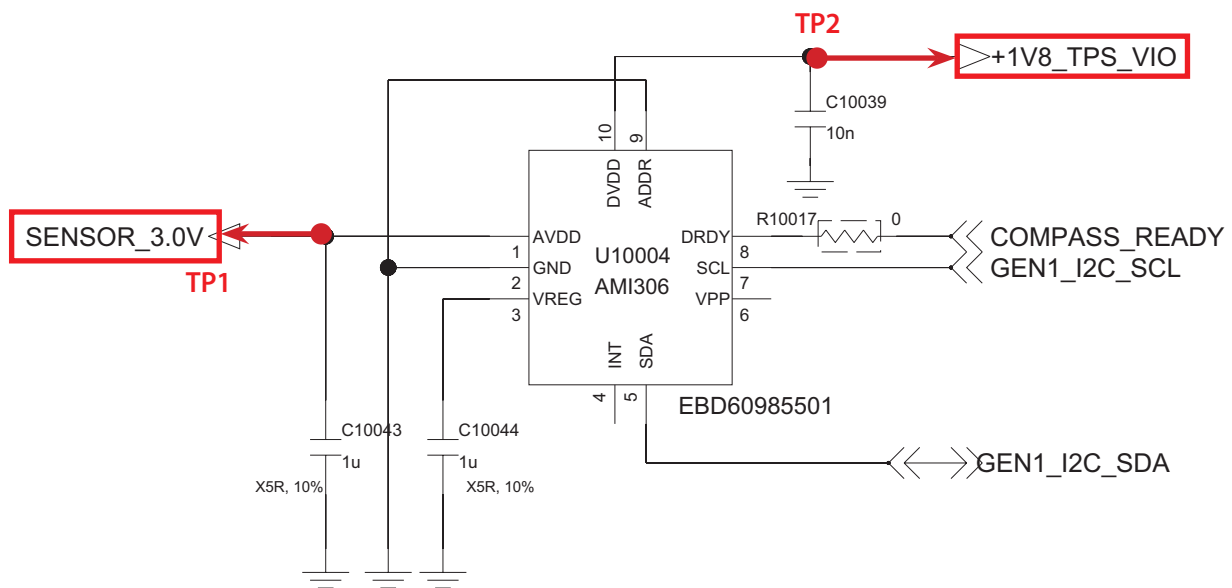 TP2
+1V8_TPS_VIO
C10039
10n
10
9
DVDD
ADDR
R10017
0
SENSOR_3.0V
TP1
AVDD
1
GND
2
VREG
3
U10004
AMI306
DRDY
8
SCL
7
VPP
6
COMPASS_READY
GEN1_I2C_SCL
INT
SDA
4
5
EBD60985501
C10043
1u
X5R, 10%
C10044
1u
X5R, 10%
GEN1_I2C_SDA